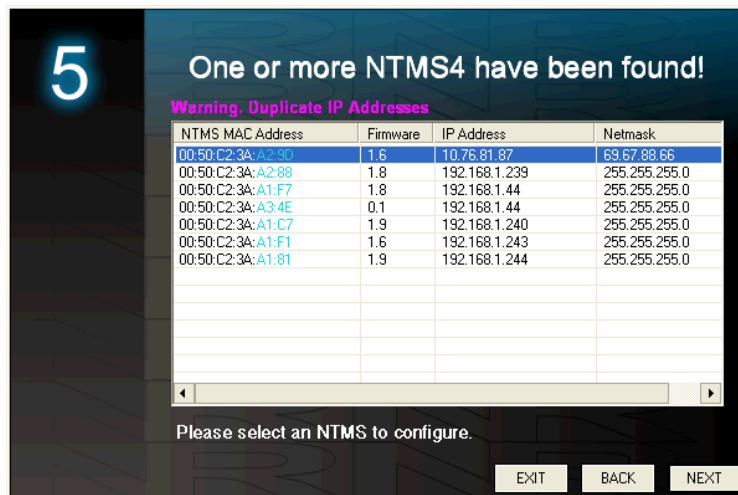 5
One or more NTMS4 have been found!
Warning. Duplicate IP Addresses
NTMS MAC Address Firmware IP Address Netmask
00:50:C2:3A:A2:9D 1.6 10.76.81.87 69.67.88.66
00:50:C2:3A:A2:88 1.8 192.168.1.239 255.255.255.0
00:50:C2:3A:A1:F7 1.8 192.168.1.44 255.255.255.0
00:50:C2:3A:A3:4E 0.1 192.168.1.44 255.255.255.0
00:50:C2:3A:A1:C7 1.9 192.168.1.240 255.255.255.0
00:50:C2:3A:A1:F1 1.6 192.168.1.243 255.255.255.0
00:50:C2:3A:A1:81 1.9 192.168.1.244 255.255.255.0
Please select an NTMS to configure.
EXIT BACK NEXT